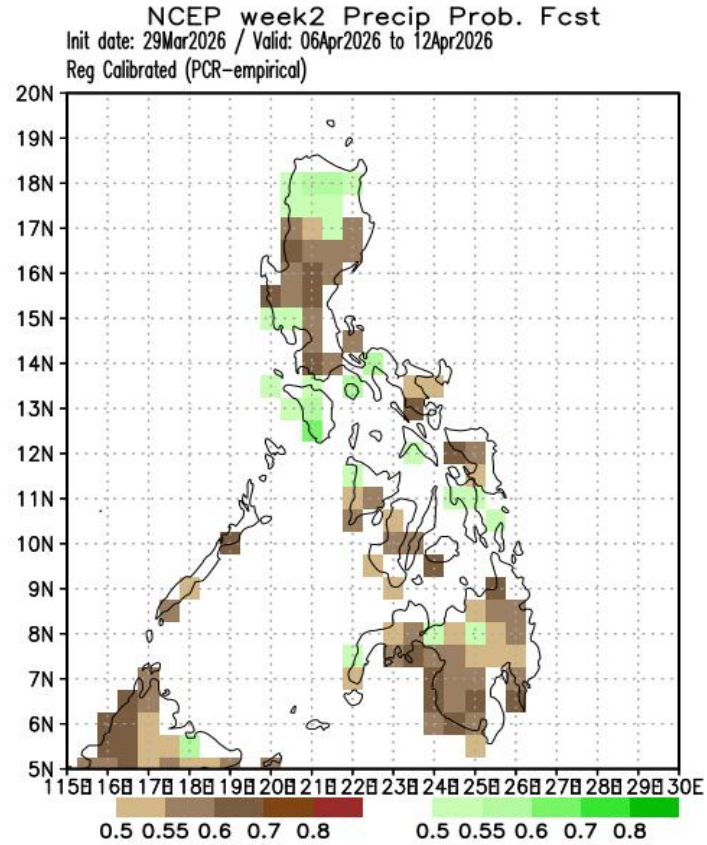 NCEP week2 Precip Prob. Fcst
Init date: 29Mar2026 / Valid: 06Apr2026 to 12Apr2026
Reg Calibrated (PCR-empirical)
20N
19N
18N
17N
16N
15N
14N
13N
12N
11N
10N
9N
8N
7N
6N
5N
115E 116E 117E 118E 119E 120E 121E 122E 123E 124E 125E 126E 127E 128E 129E 130E
0.5 0.55 0.6 0.7 0.8 0.5 0.55 0.6 0.7 0.8